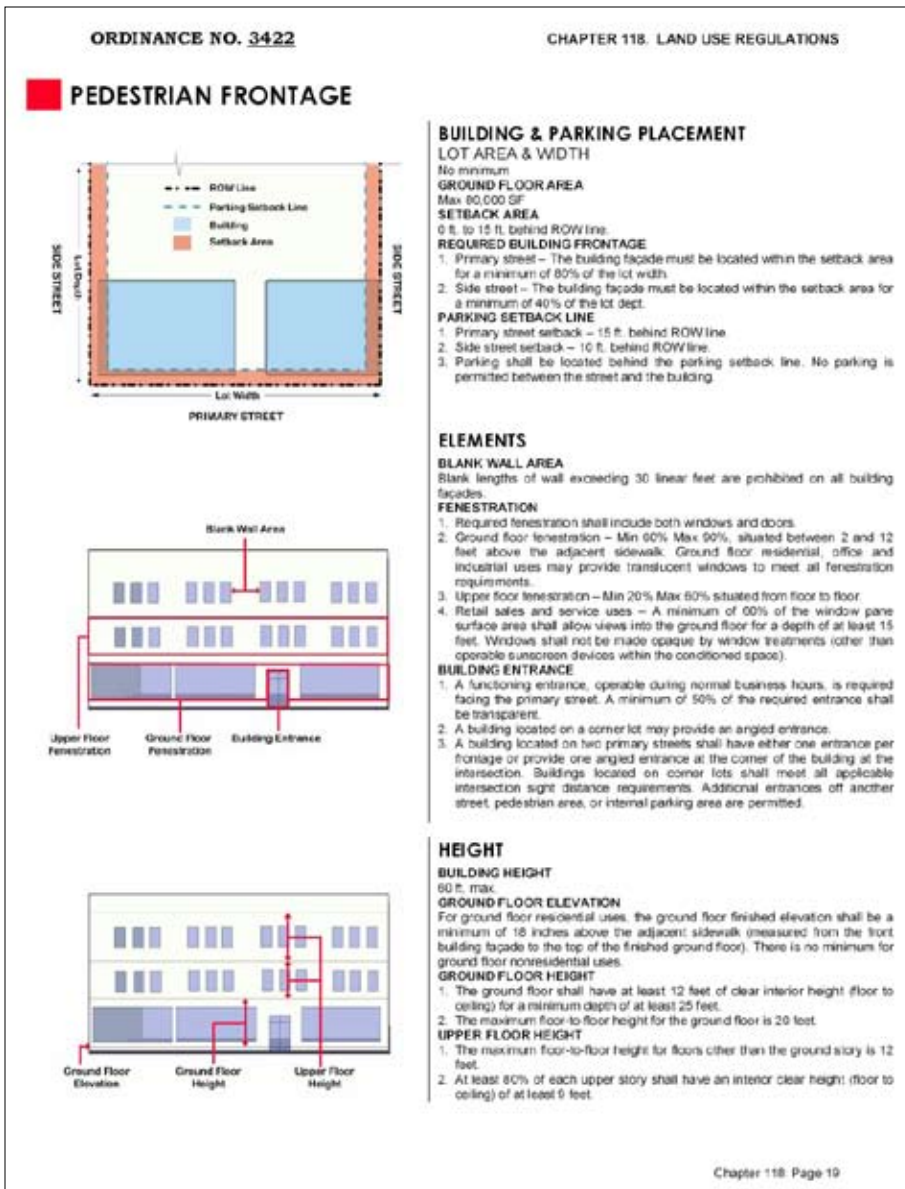 ORDINANCE NO. 3422
CHAPTER 118. LAND USE REGULATIONS
PEDESTRIAN FRONTAGE
ROW Line
Parking Setback Line
Building
Setback Area
SIDE STREET
Lot Depth
SIDE STREET
Lot Width
PRIMARY STREET
BUILDING & PARKING PLACEMENT
LOT AREA & WIDTH
No minimum
GROUND FLOOR AREA
Max 80,000 SF
SETBACK AREA
0 ft. to 15 ft. behind ROW line.
REQUIRED BUILDING FRONTAGE
1. Primary street – The building façade must be located within the setback area
for a minimum of 80% of the lot width.
2. Side street – The building façade must be located within the setback area for
a minimum of 40% of the lot dept.
PARKING SETBACK LINE
1. Primary street setback – 15 ft. behind ROW line
2. Side street setback – 10 ft. behind ROW line.
3. Parking shall be located behind the parking setback line. No parking is
permitted between the street and the building.
Blank Wall Area
Upper Floor
Fenestration
Ground Floor
Fenestration
Building Entrance
ELEMENTS
BLANK WALL AREA
Blank lengths of wall exceeding 30 linear feet are prohibited on all building
façades.
FENESTRATION
1. Required fenestration shall include both windows and doors.
2. Ground floor fenestration – Min 60% Max 90%, situated between 2 and 12
feet above the adjacent sidewalk. Ground floor residential, office and
industrial uses may provide translucent windows to meet all fenestration
requirements.
3. Upper floor fenestration – Min 20% Max 60% situated from floor to floor.
4. Retail sales and service uses – A minimum of 60% of the window pane
surface area shall allow views into the ground floor for a depth of at least 15
feet. Windows shall not be made opaque by window treatments (other than
operable sunscreen devices within the conditioned space).
BUILDING ENTRANCE
1. A functioning entrance, operable during normal business hours, is required
facing the primary street. A minimum of 50% of the required entrance shall
be transparent.
2. A building located on a corner lot may provide an angled entrance.
3. A building located on two primary streets shall have either one entrance per
frontage or provide one angled entrance at the corner of the building at the
intersection. Buildings located on corner lots shall meet all applicable
intersection sight distance requirements. Additional entrances off another
street, pedestrian area, or internal parking area are permitted.
Ground Floor
Elevation
Ground Floor
Height
Upper Floor
Height
HEIGHT
BUILDING HEIGHT
60 ft. max.
GROUND FLOOR ELEVATION
For ground floor residential uses, the ground floor finished elevation shall be a
minimum of 18 inches above the adjacent sidewalk (measured from the front
building façade to the top of the finished ground floor). There is no minimum for
ground floor nonresidential uses.
GROUND FLOOR HEIGHT
1. The ground floor shall have at least 12 feet of clear interior height (floor to
ceiling) for a minimum depth of at least 25 feet.
2. The maximum floor-to-floor height for the ground floor is 20 feet.
UPPER FLOOR HEIGHT
1. The maximum floor-to-floor height for floors other than the ground story is 12
feet.
2. At least 80% of each upper story shall have an interior clear height (floor to
ceiling) of at least 9 feet.
Chapter 118: Page 19